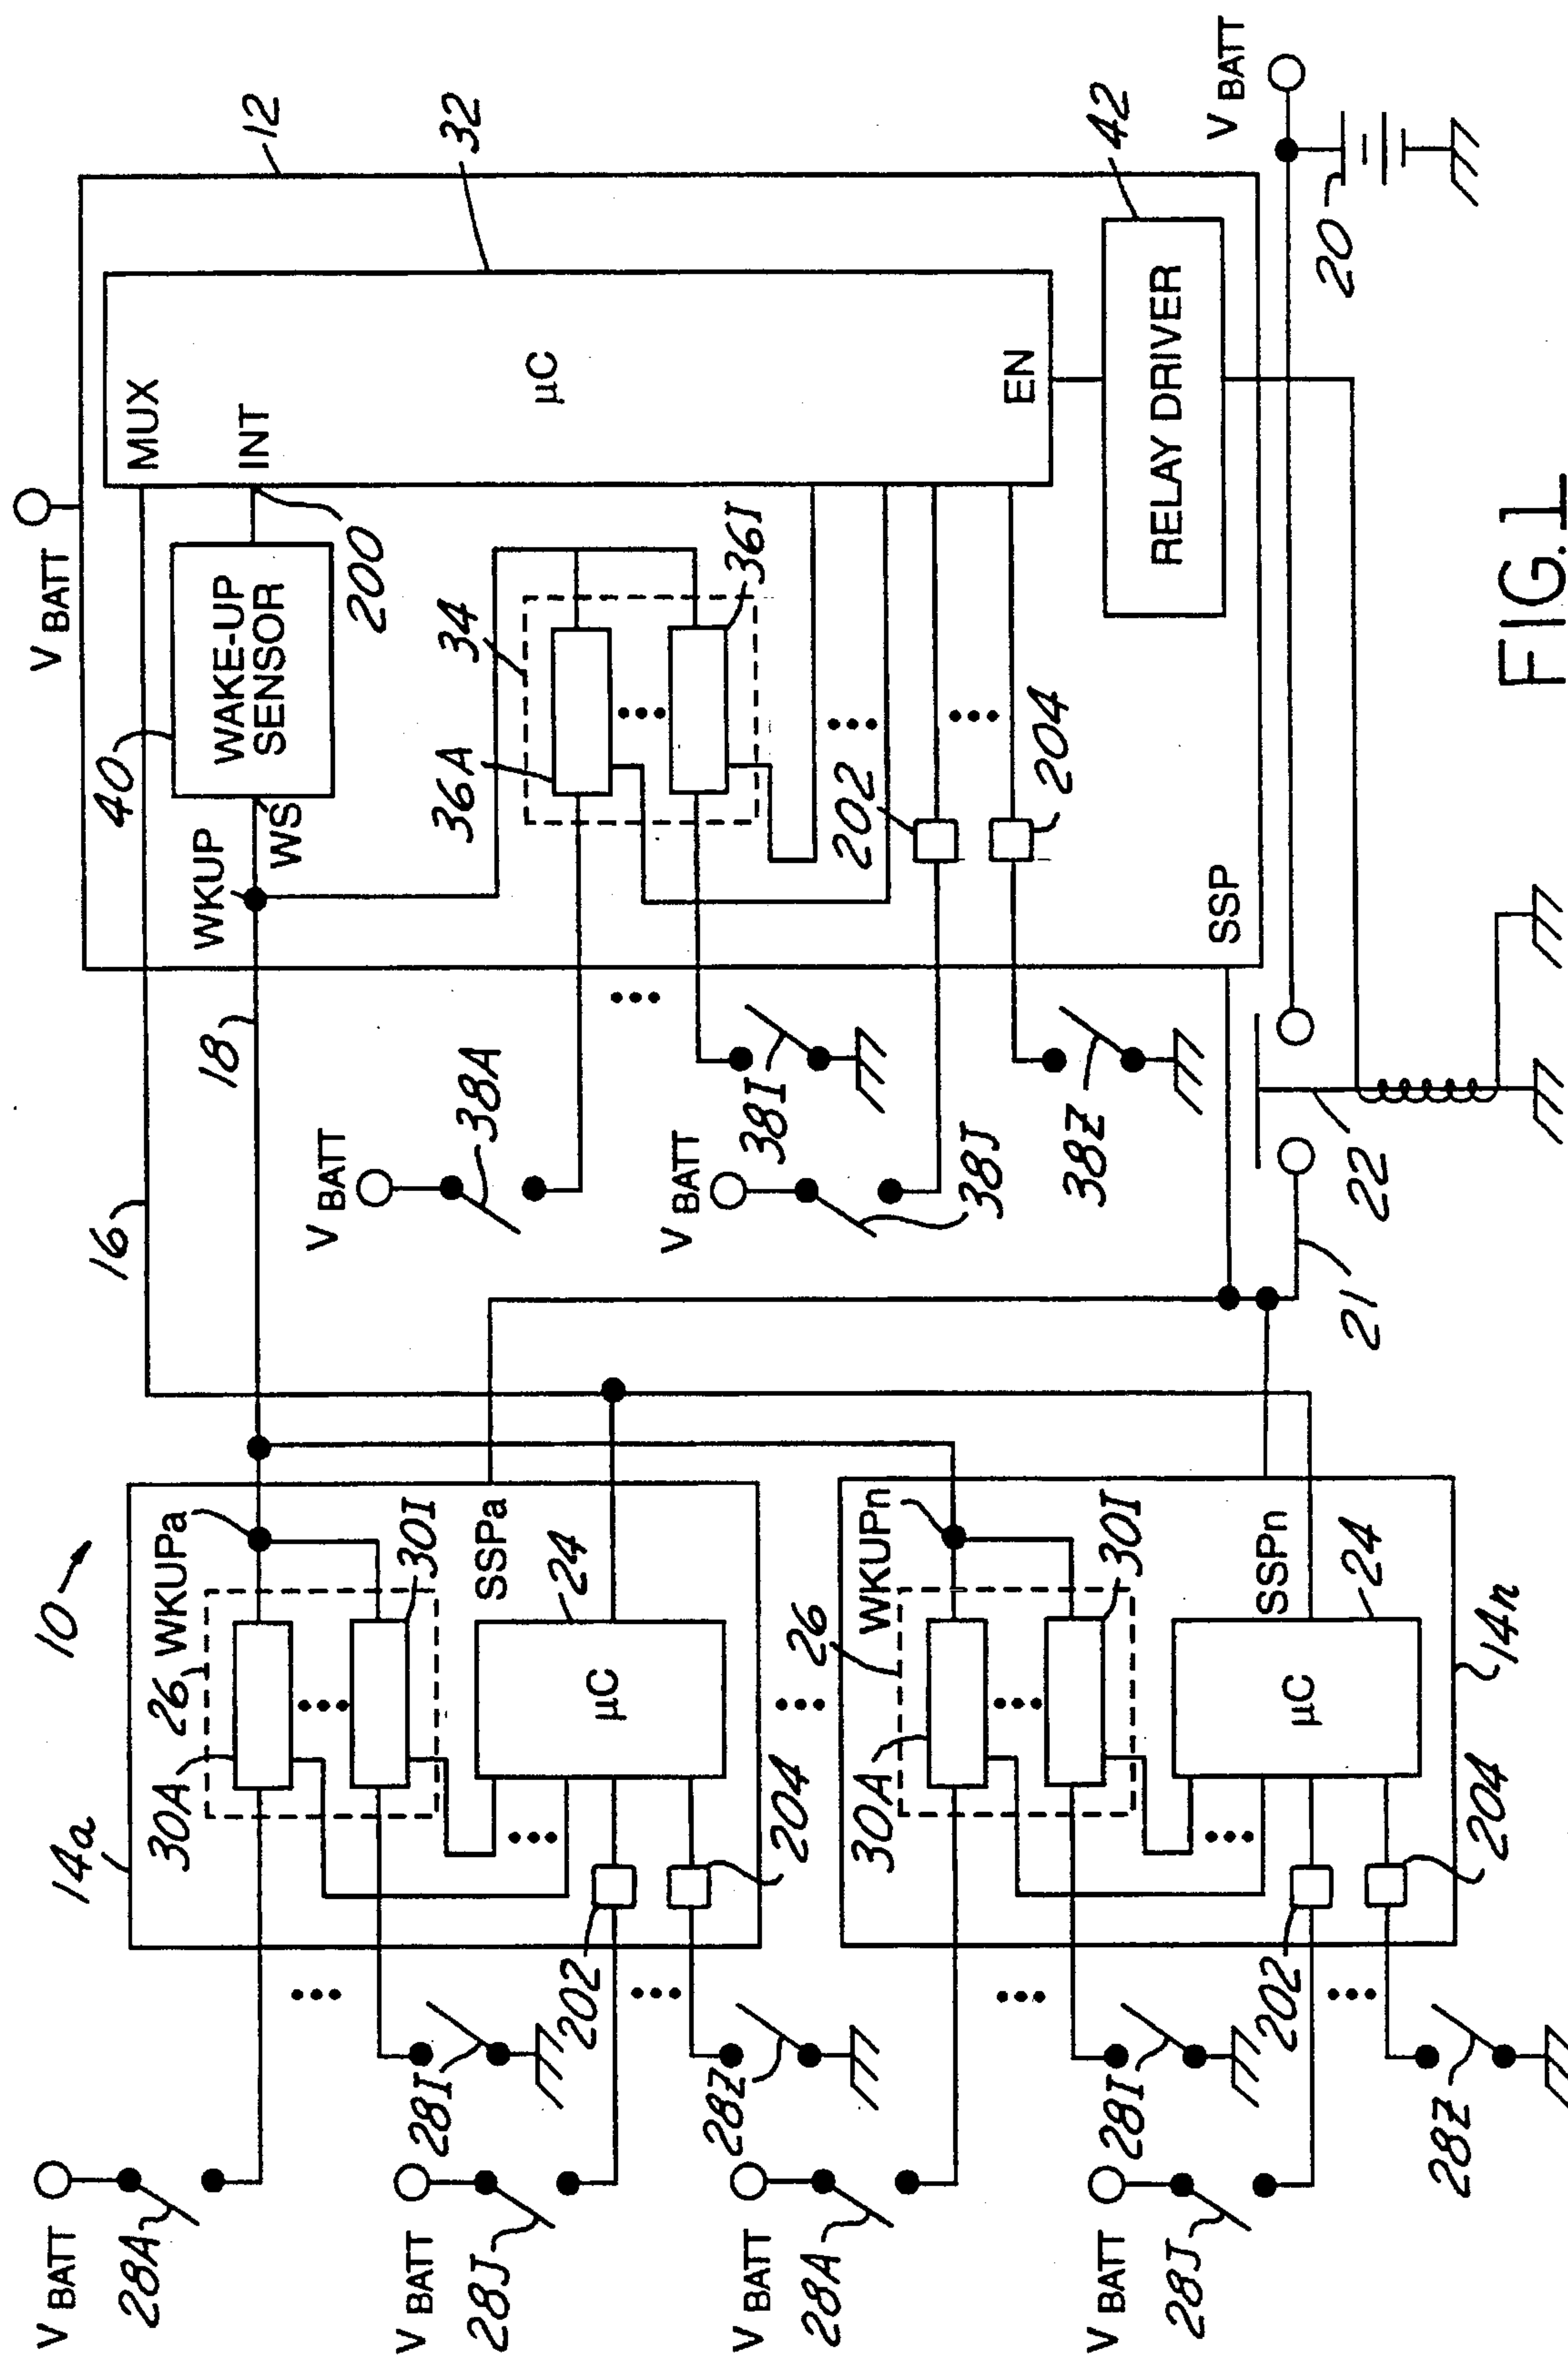 10
14a
30A
26
WKUPa
30I
SSPa
24
µC
202
204
V BATT
28A
28I
V BATT
28J
28Z
26
30A
WKUPn
30I
SSPn
24
µC
14n
202
204
V BATT
28A
28I
V BATT
28J
28Z
16
18
V BATT
12
MUX
40
WAKE-UP
SENSOR
INT
200
WKUP
WS
32
µC
34
36A
36I
V BATT
38A
38I
202
204
V BATT
38J
38Z
EN
RELAY DRIVER
42
SSP
21
22
V BATT
20
FIG.1